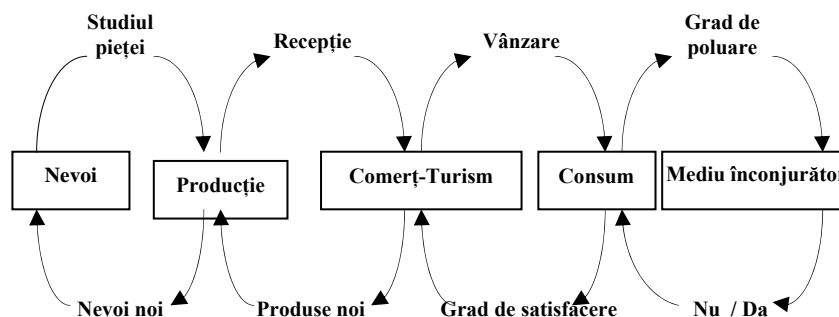 Studiul
pieței
Recepție
Vânzare
Grad de
poluare
Nevoi
Producție
Comerț-Turism
Consum
Mediu înconjurător
Nevoi noi
Produse noi
Grad de satisfacere
Nu / Da